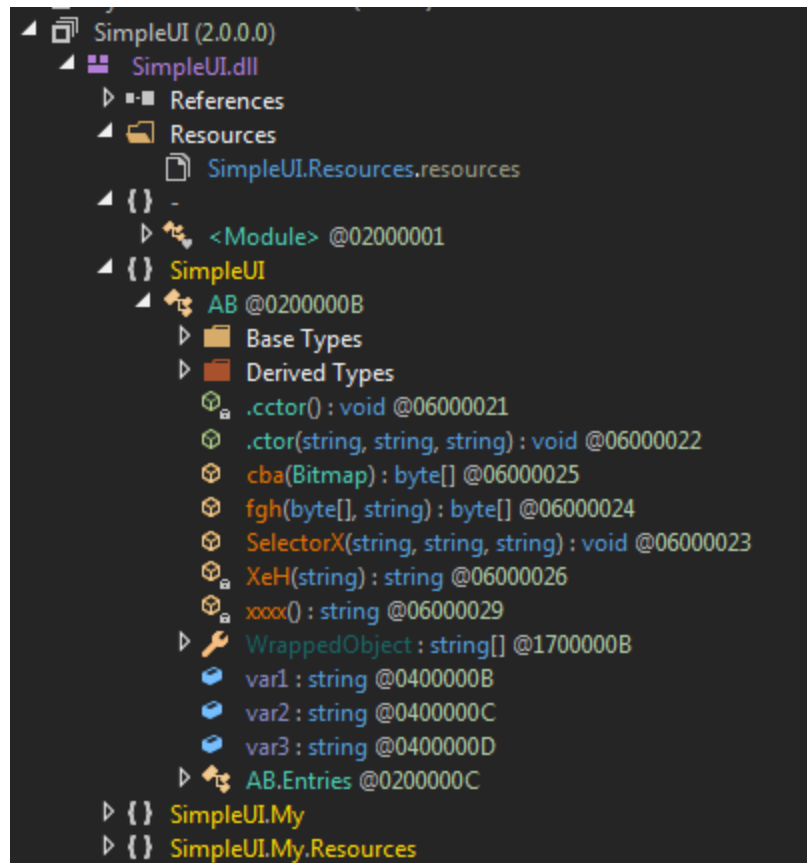 SimpleUI (2.0.0.0)
SimpleUI.dll
References
Resources
SimpleUI.Resources.resources
{ } -
<Module> @02000001
{ } SimpleUI
AB @0200000B
Base Types
Derived Types
.cctor() : void @06000021
.ctor(string, string, string) : void @06000022
cba(Bitmap) : byte[] @06000025
fgh(byte[], string) : byte[] @06000024
SelectorX(string, string, string) : void @06000023
XeH(string) : string @06000026
xxxx() : string @06000029
WrappedObject : string[] @1700000B
var1 : string @0400000B
var2 : string @0400000C
var3 : string @0400000D
AB.Entries @0200000C
{ } SimpleUI.My
{ } SimpleUI.My.Resources